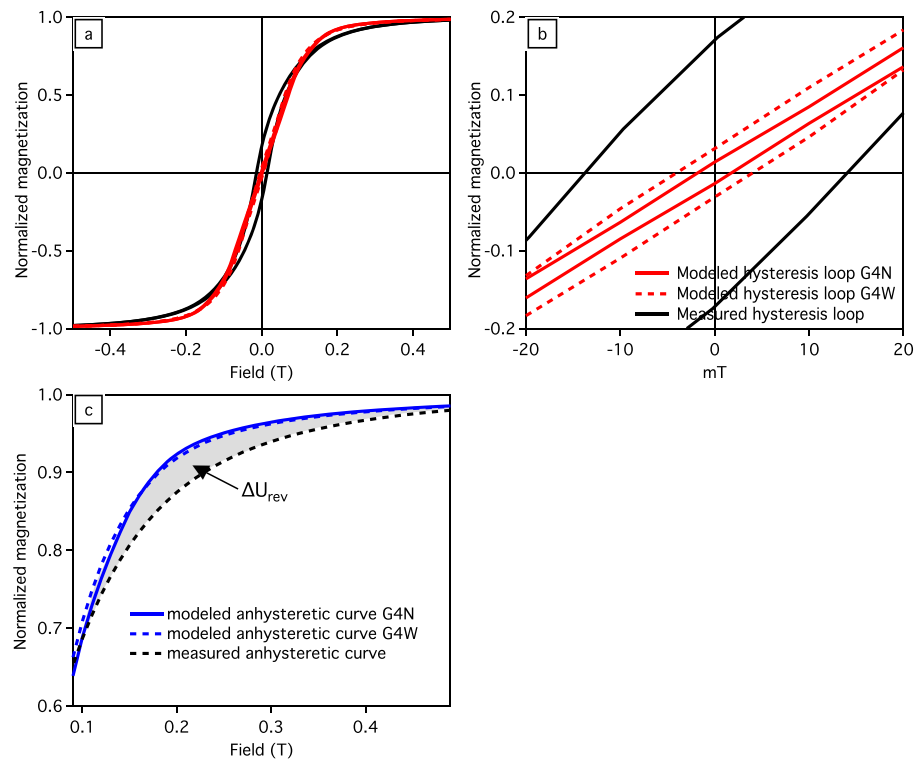 a
1.0
0.5
0.0
-0.5
-1.0
Normalized magnetization
-0.4
-0.2
0.0
0.2
0.4
Field (T)
b
0.2
0.1
0.0
-0.1
-0.2
Normalized magnetization
Modeled hysteresis loop G4N
Modeled hysteresis loop G4W
Measured hysteresis loop
-20
-10
0
10
20
mT
c
1.0
0.9
0.8
0.7
0.6
Normalized magnetization
ΔUrev
modeled anhysteretic curve G4N
modeled anhysteretic curve G4W
measured anhysteretic curve
0.1
0.2
0.3
0.4
Field (T)